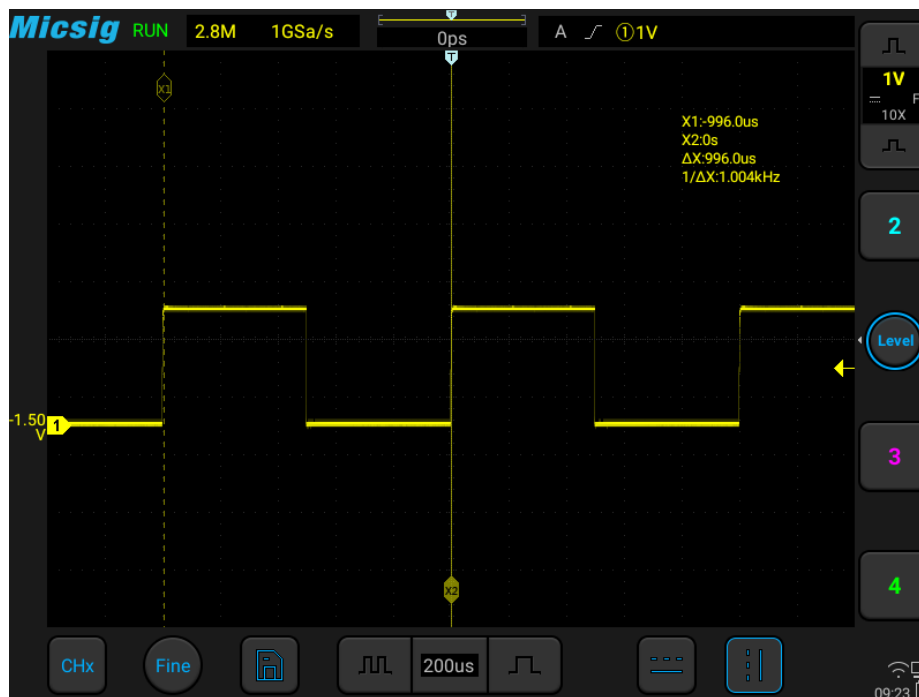 Micsig RUN 2.8M 1GSa/s T 0ps A ①1V
T
X1
1V
10X
X1:-996.0us
X2:0s
ΔX:996.0us
1/ΔX:1.004kHz
2
Level
-1.50
V
1
3
X2
4
CHx Fine 200us
09:23